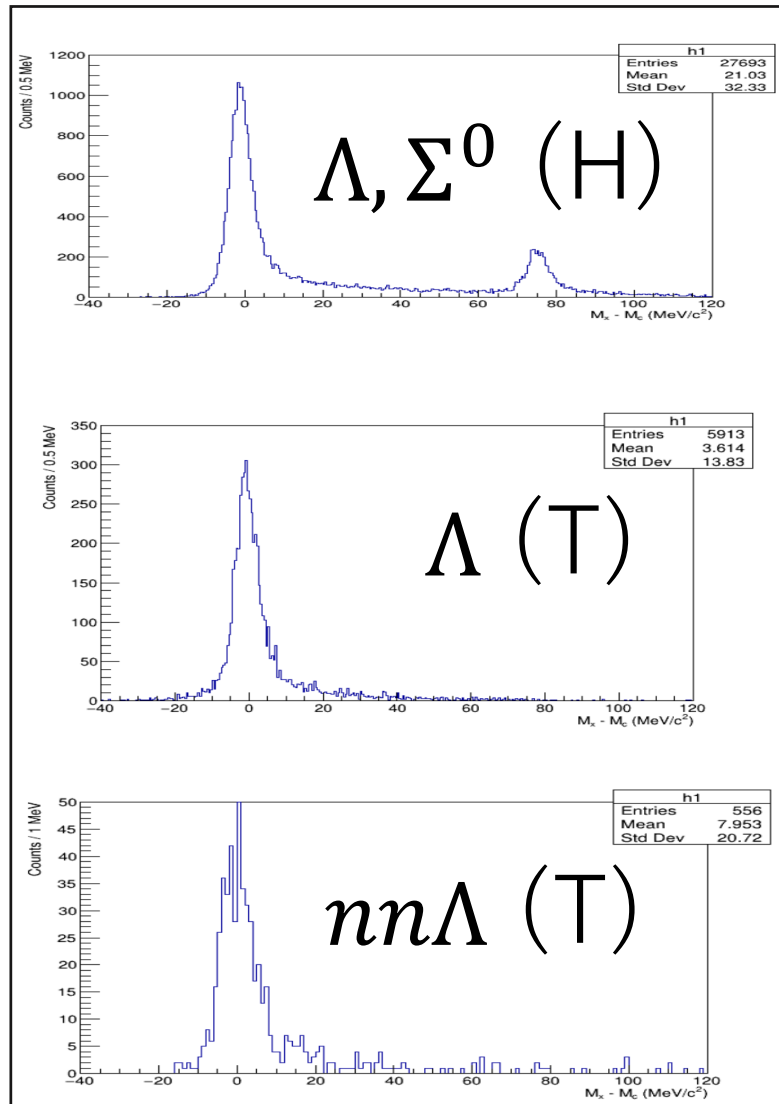 h1
Entries 27693
Mean 21.03
Std Dev 32.33
Counts / 0.5 MeV
1200
1000
800
600
400
200
0
Λ, Σ⁰ (H)
−40 −20 0 20 40 60 80 100 120
Mₓ - M꜀ (MeV/c²)
h1
Entries 5913
Mean 3.614
Std Dev 13.83
Counts / 0.5 MeV
350
300
250
200
150
100
50
0
Λ (T)
−40 −20 0 20 40 60 80 100 120
Mₓ - M꜀ (MeV/c²)
h1
Entries 556
Mean 7.953
Std Dev 20.72
Counts / 1 MeV
50
45
40
35
30
25
20
15
10
5
0
nnΛ (T)
−40 −20 0 20 40 60 80 100 120
Mₓ - M꜀ (MeV/c²)